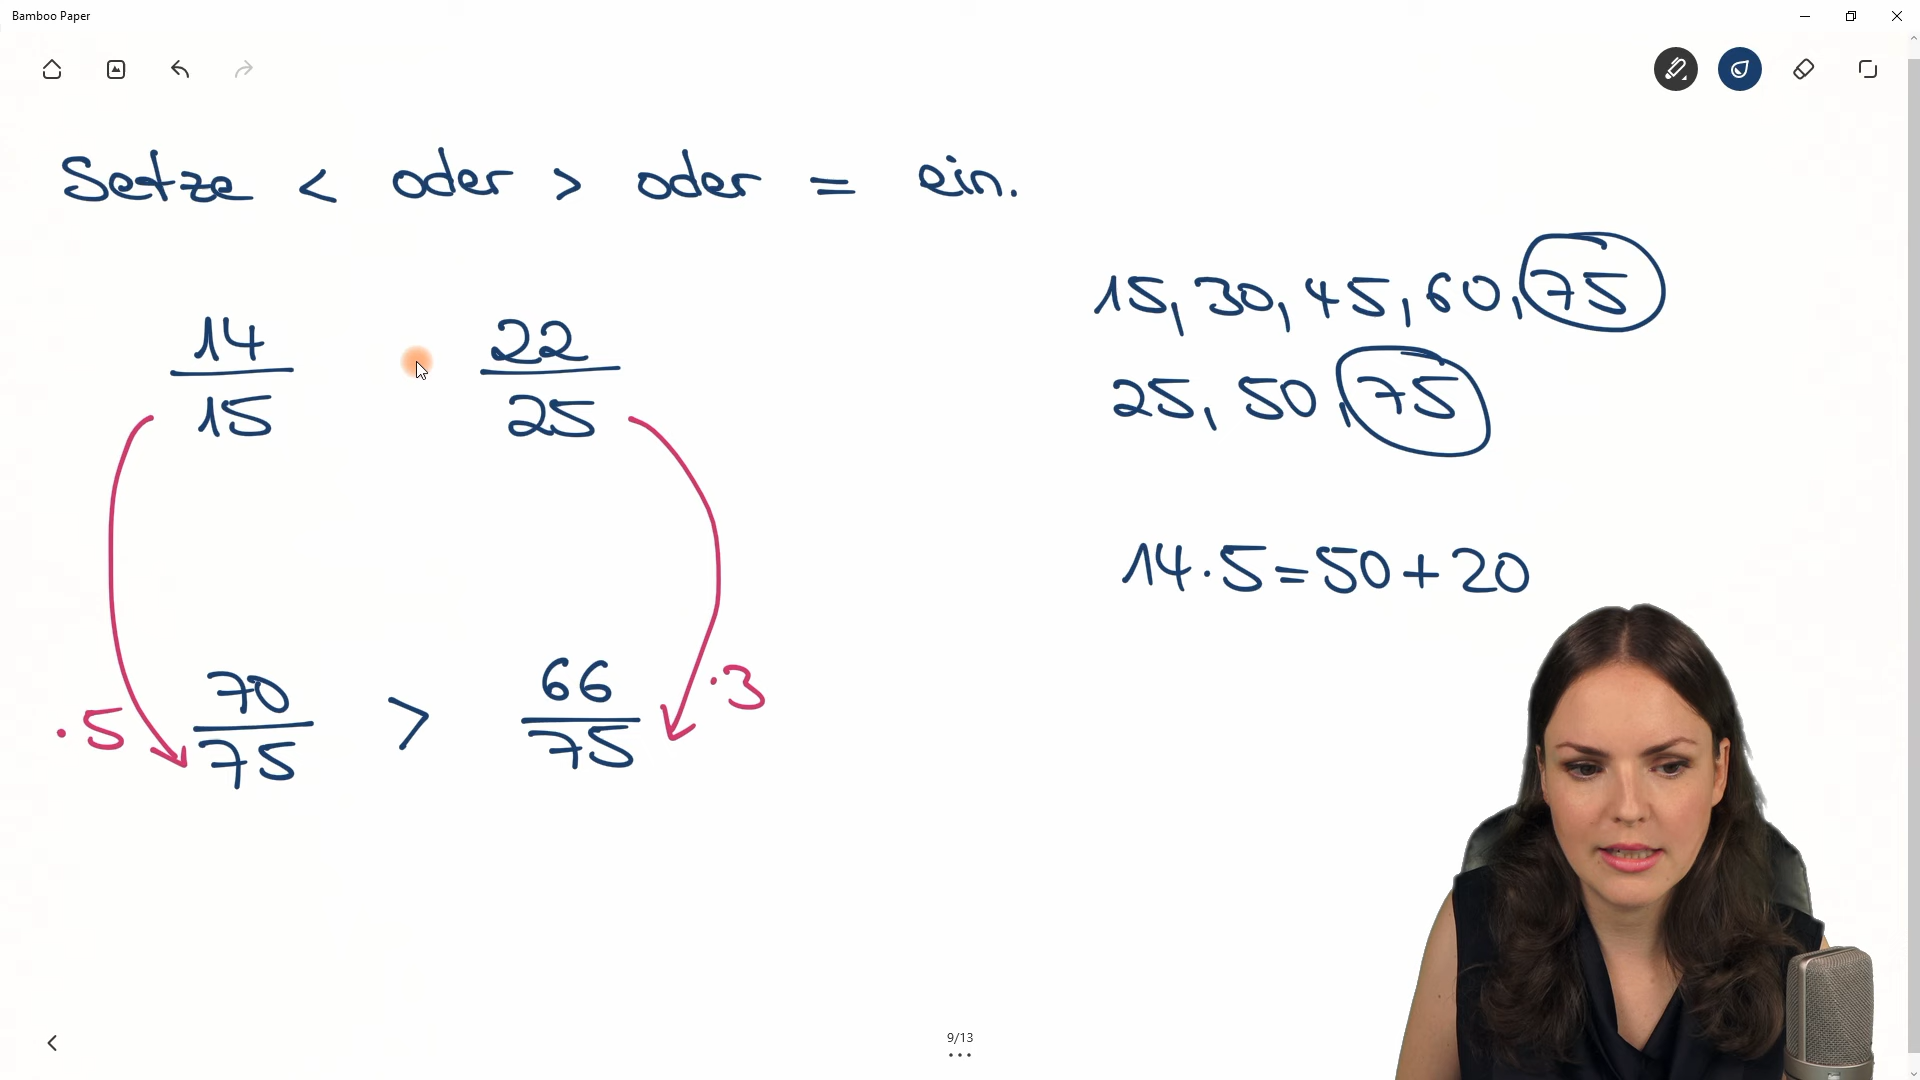 Bamboo Paper
Setze < oder > oder = ein.
14/15 22/25
·5 70/75 > 66/75 ·3
15, 30, 45, 60, 75
25, 50, 75
14·5=50+20
9/13